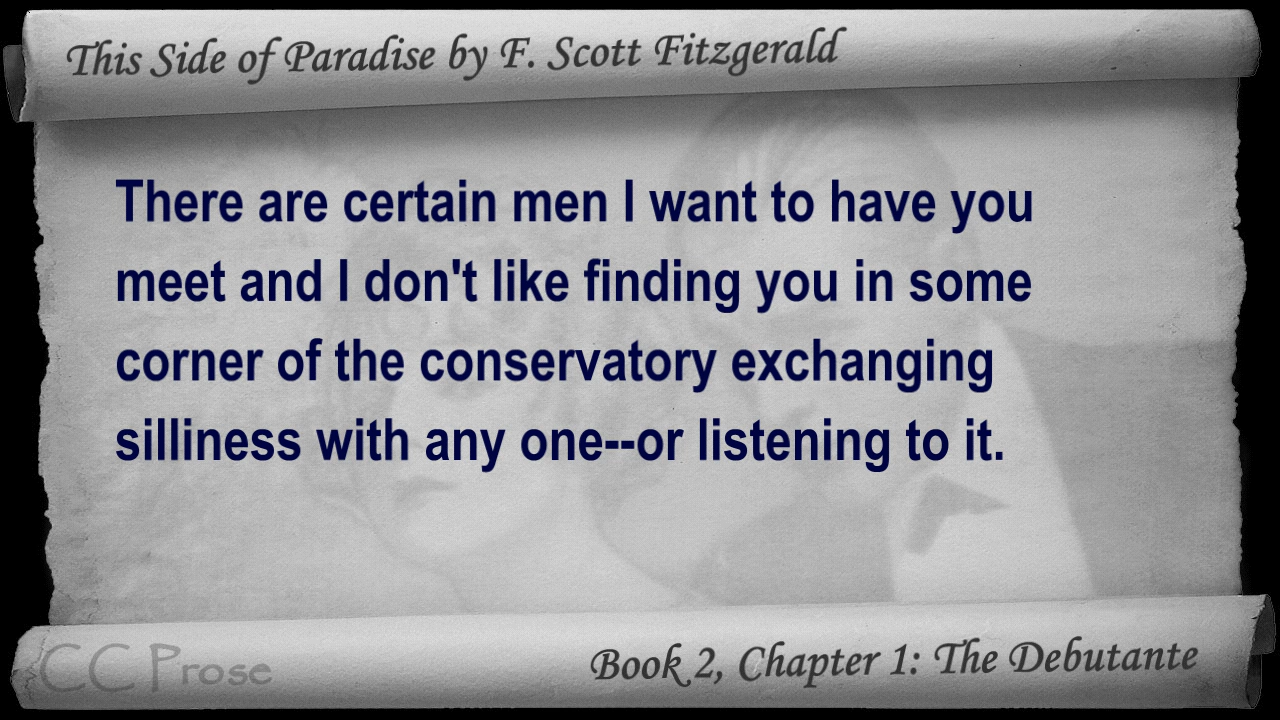 This Side of Paradise by F. Scott Fitzgerald
There are certain men I want to have you
meet and I don't like finding you in some
corner of the conservatory exchanging
silliness with any one--or listening to it.
CC Prose
Book 2, Chapter 1: The Debutante